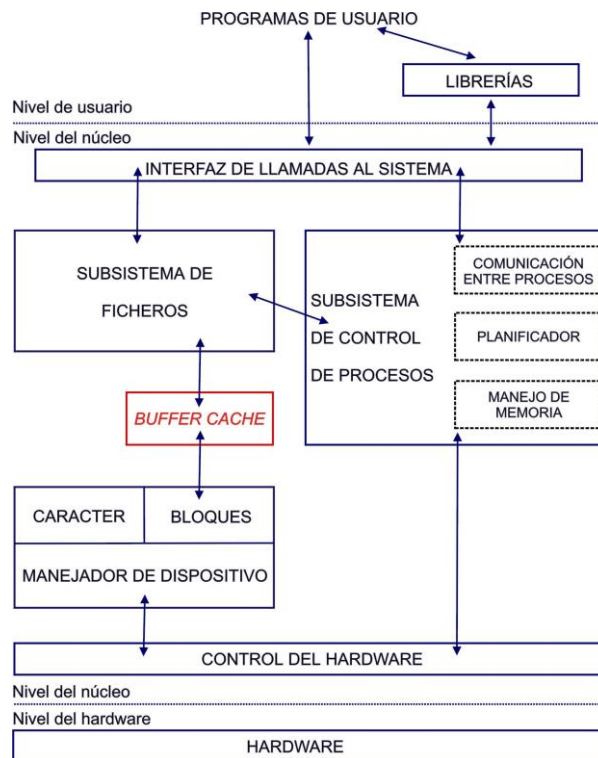 PROGRAMAS DE USUARIO
LIBRERÍAS
Nivel de usuario
Nivel del núcleo
INTERFAZ DE LLAMADAS AL SISTEMA
SUBSISTEMA DE
FICHEROS
SUBSISTEMA
DE CONTROL
DE PROCESOS
COMUNICACIÓN
ENTRE PROCESOS
PLANIFICADOR
MANEJO DE
MEMORIA
BUFFER CACHE
CARACTER
BLOQUES
MANEJADOR DE DISPOSITIVO
CONTROL DEL HARDWARE
Nivel del núcleo
Nivel del hardware
HARDWARE